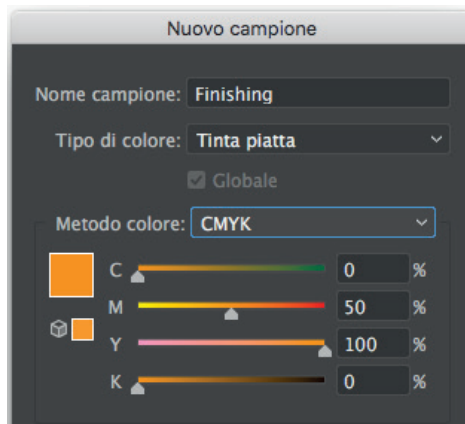 Nuovo campione
Nome campione: Finishing
Tipo di colore: Tinta piatta
Globale
Metodo colore: CMYK
C 0 %
M 50 %
Y 100 %
K 0 %